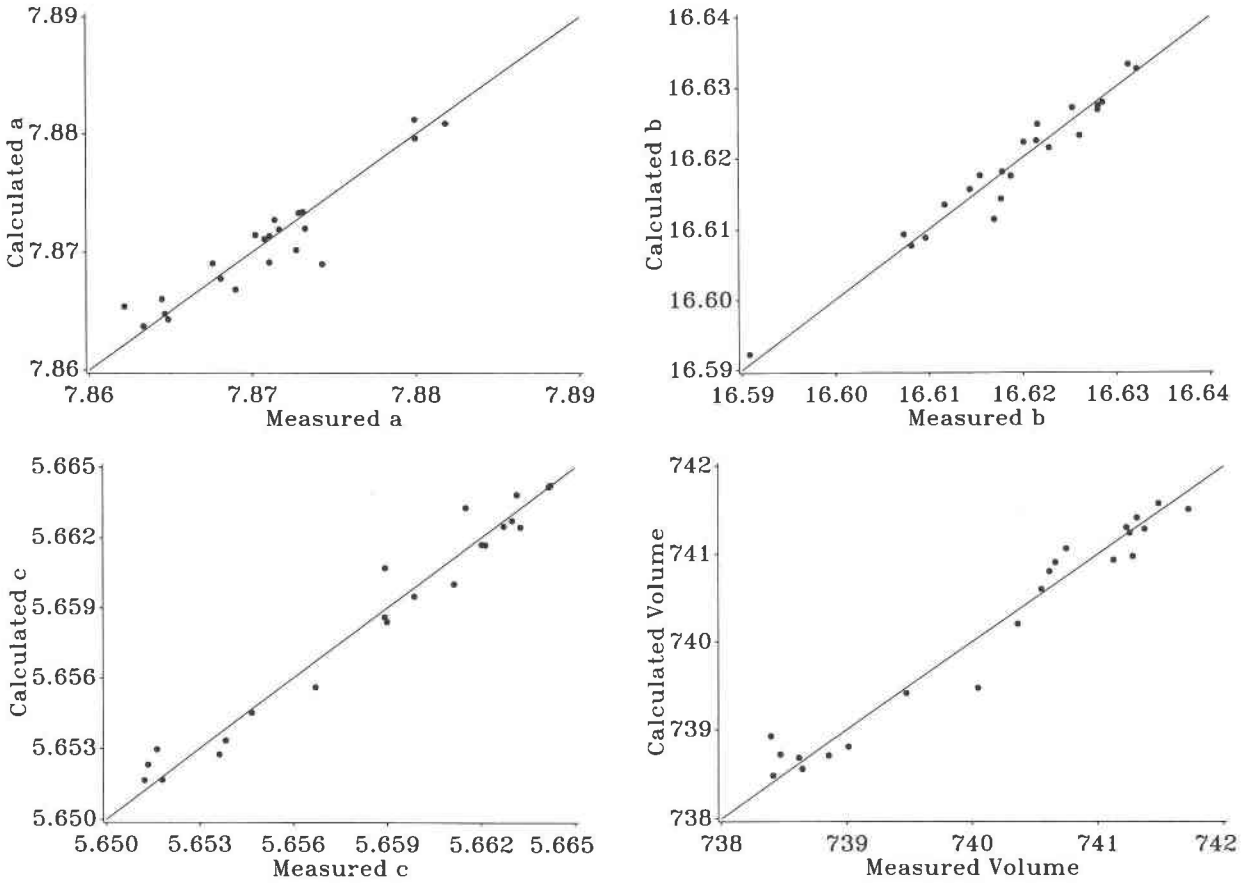 7.89
7.88
7.87
7.86
Calculated a
7.86 7.87 7.88 7.89
Measured a
16.64
16.63
16.62
16.61
16.60
16.59
Calculated b
16.59 16.60 16.61 16.62 16.63 16.64
Measured b
5.665
5.662
5.659
5.656
5.653
5.650
Calculated c
5.650 5.653 5.656 5.659 5.662 5.665
Measured c
742
741
740
739
738
Calculated Volume
738 739 740 741 742
Measured Volume